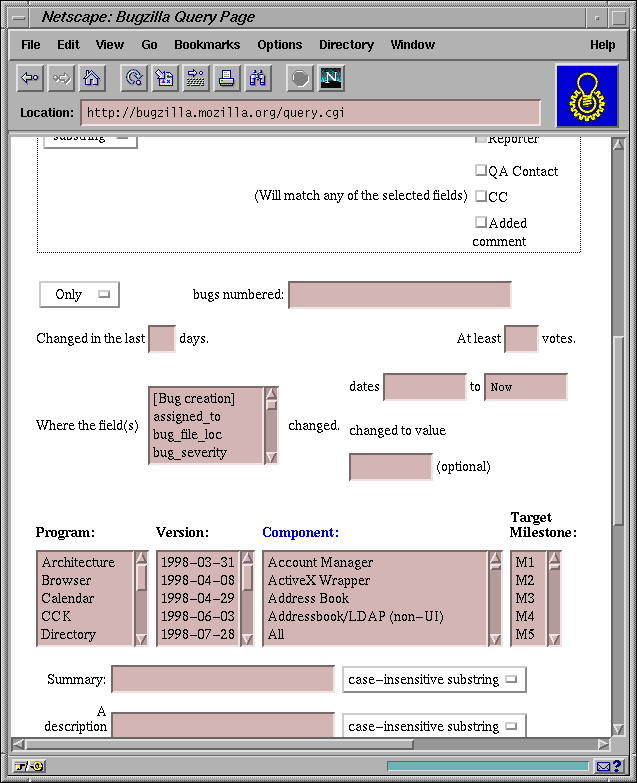 Netscape: Bugzilla Query Page
File Edit View Go Bookmarks Options Directory Window Help
N
Location: http://bugzilla.mozilla.org/query.cgi
substring
Reporter
QA Contact
(Will match any of the selected fields) CC
Added
comment
Only bugs numbered:
Changed in the last days. At least votes.
dates to Now
Where the field(s) changed.
[Bug creation]
assigned_to
bug_file_loc
bug_severity
changed to value
(optional)
Program: Version: Component: Target
Milestone:
Architecture 1998-03-31 Account Manager M1
Browser 1998-04-08 ActiveX Wrapper M2
Calendar 1998-04-29 Address Book M3
CCK 1998-06-03 Addressbook/LDAP (non-UI) M4
Directory 1998-07-28 All M5
Summary: case-insensitive substring
A
description case-insensitive substring
?